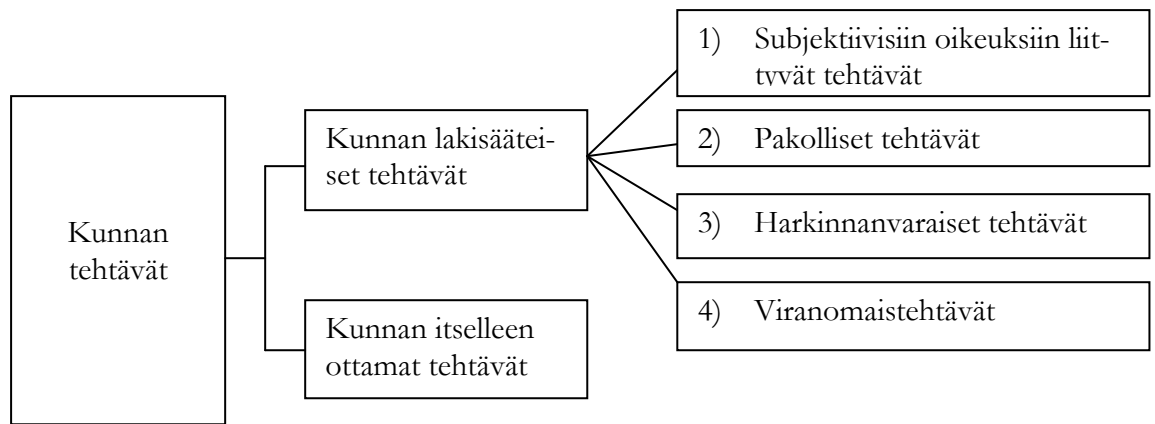 Kunnan
tehtävät
Kunnan lakisäätei-
set tehtävät
Kunnan itselleen
ottamat tehtävät
1) Subjektiivisiin oikeuksiin liit-
tyvät tehtävät
2) Pakolliset tehtävät
3) Harkinnanvaraiset tehtävät
4) Viranomaistehtävät